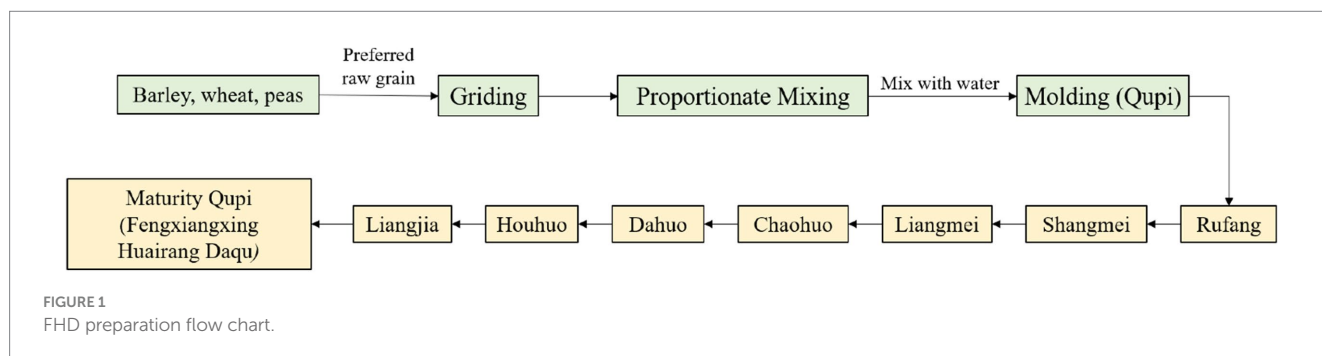 Preferred
raw grain
Barley, wheat, peas
Griding
Proportionate Mixing
Mix with water
Molding (Qupi)
Maturity Qupi
(Fengxiangxing
Huairang Daqu)
Liangjia
Houhuo
Dahuo
Chaohuo
Liangmei
Shangmei
Rufang
FIGURE 1
FHD preparation flow chart.